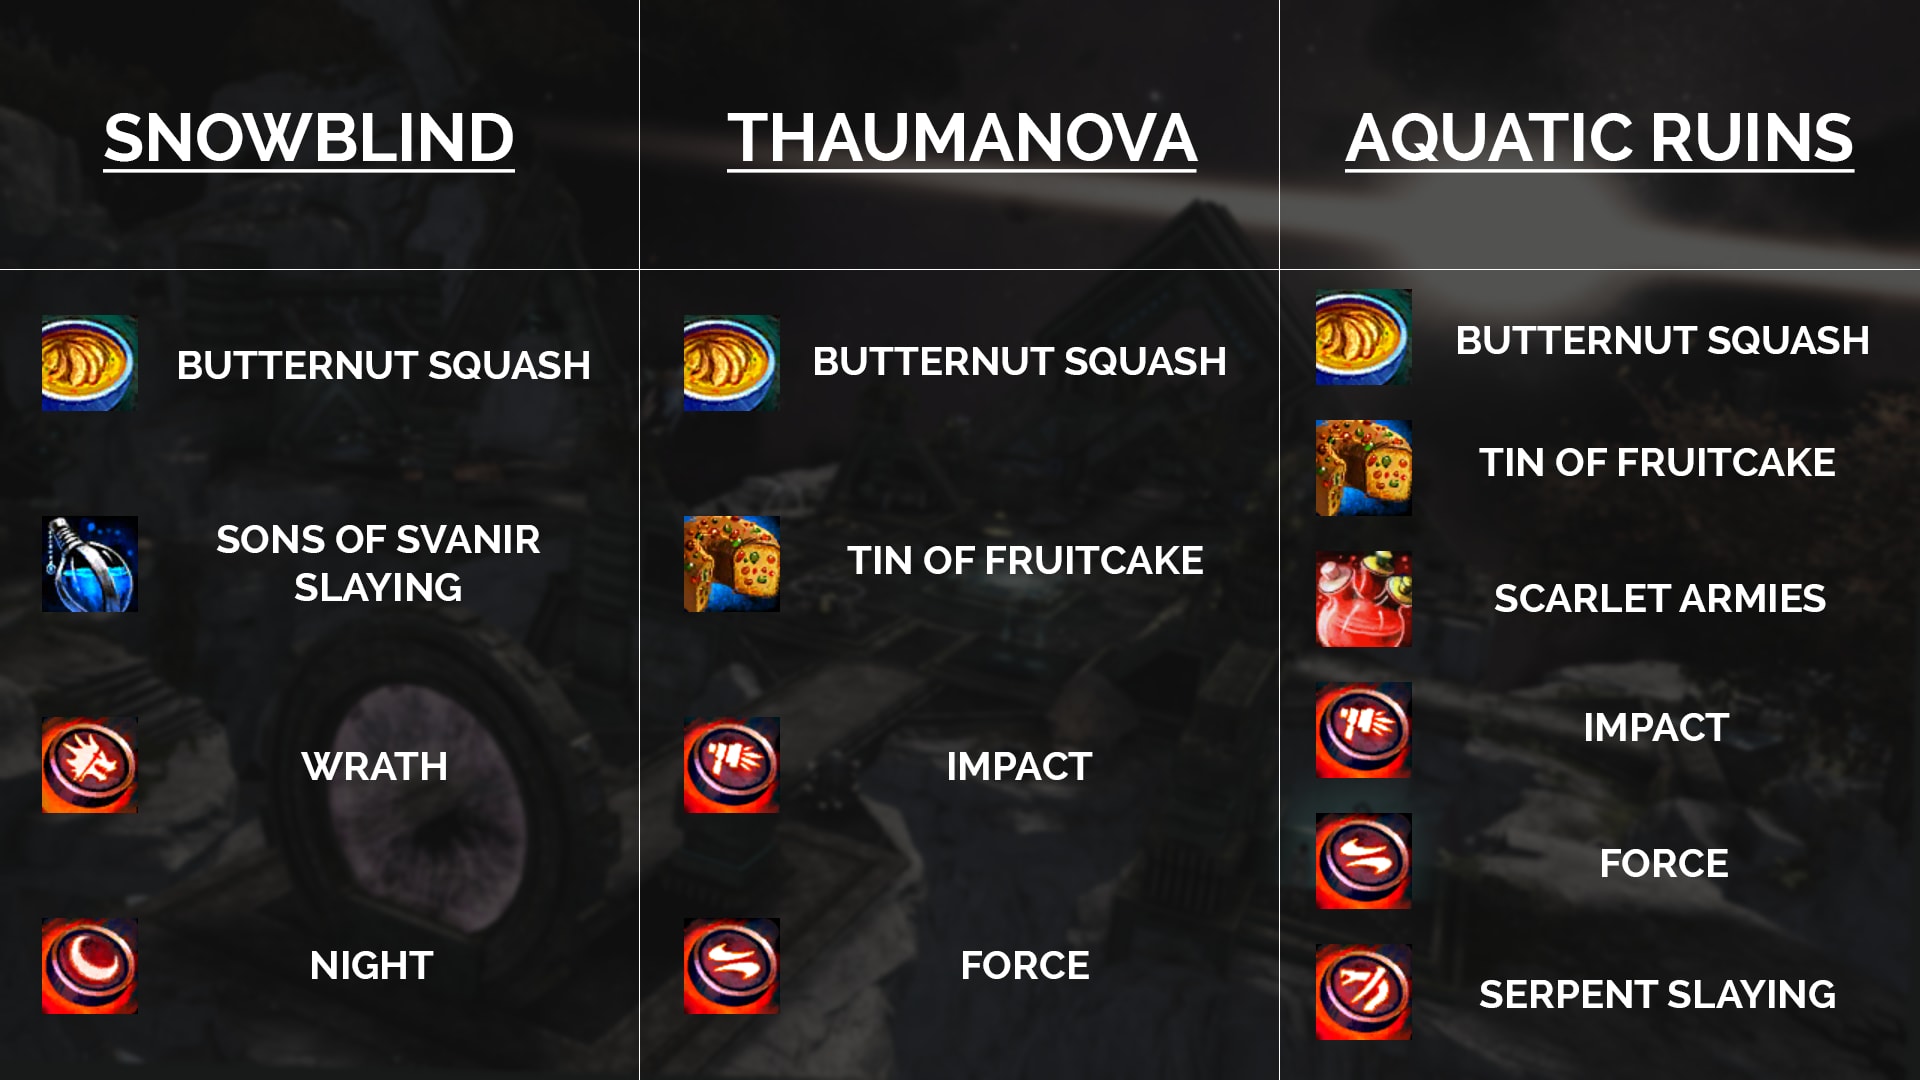 SNOWBLIND
BUTTERNUT SQUASH
SONS OF SVANIR
SLAYING
WRATH
NIGHT
THAUMANOVA
BUTTERNUT SQUASH
TIN OF FRUITCAKE
IMPACT
FORCE
AQUATIC RUINS
BUTTERNUT SQUASH
TIN OF FRUITCAKE
SCARLET ARMIES
IMPACT
FORCE
SERPENT SLAYING